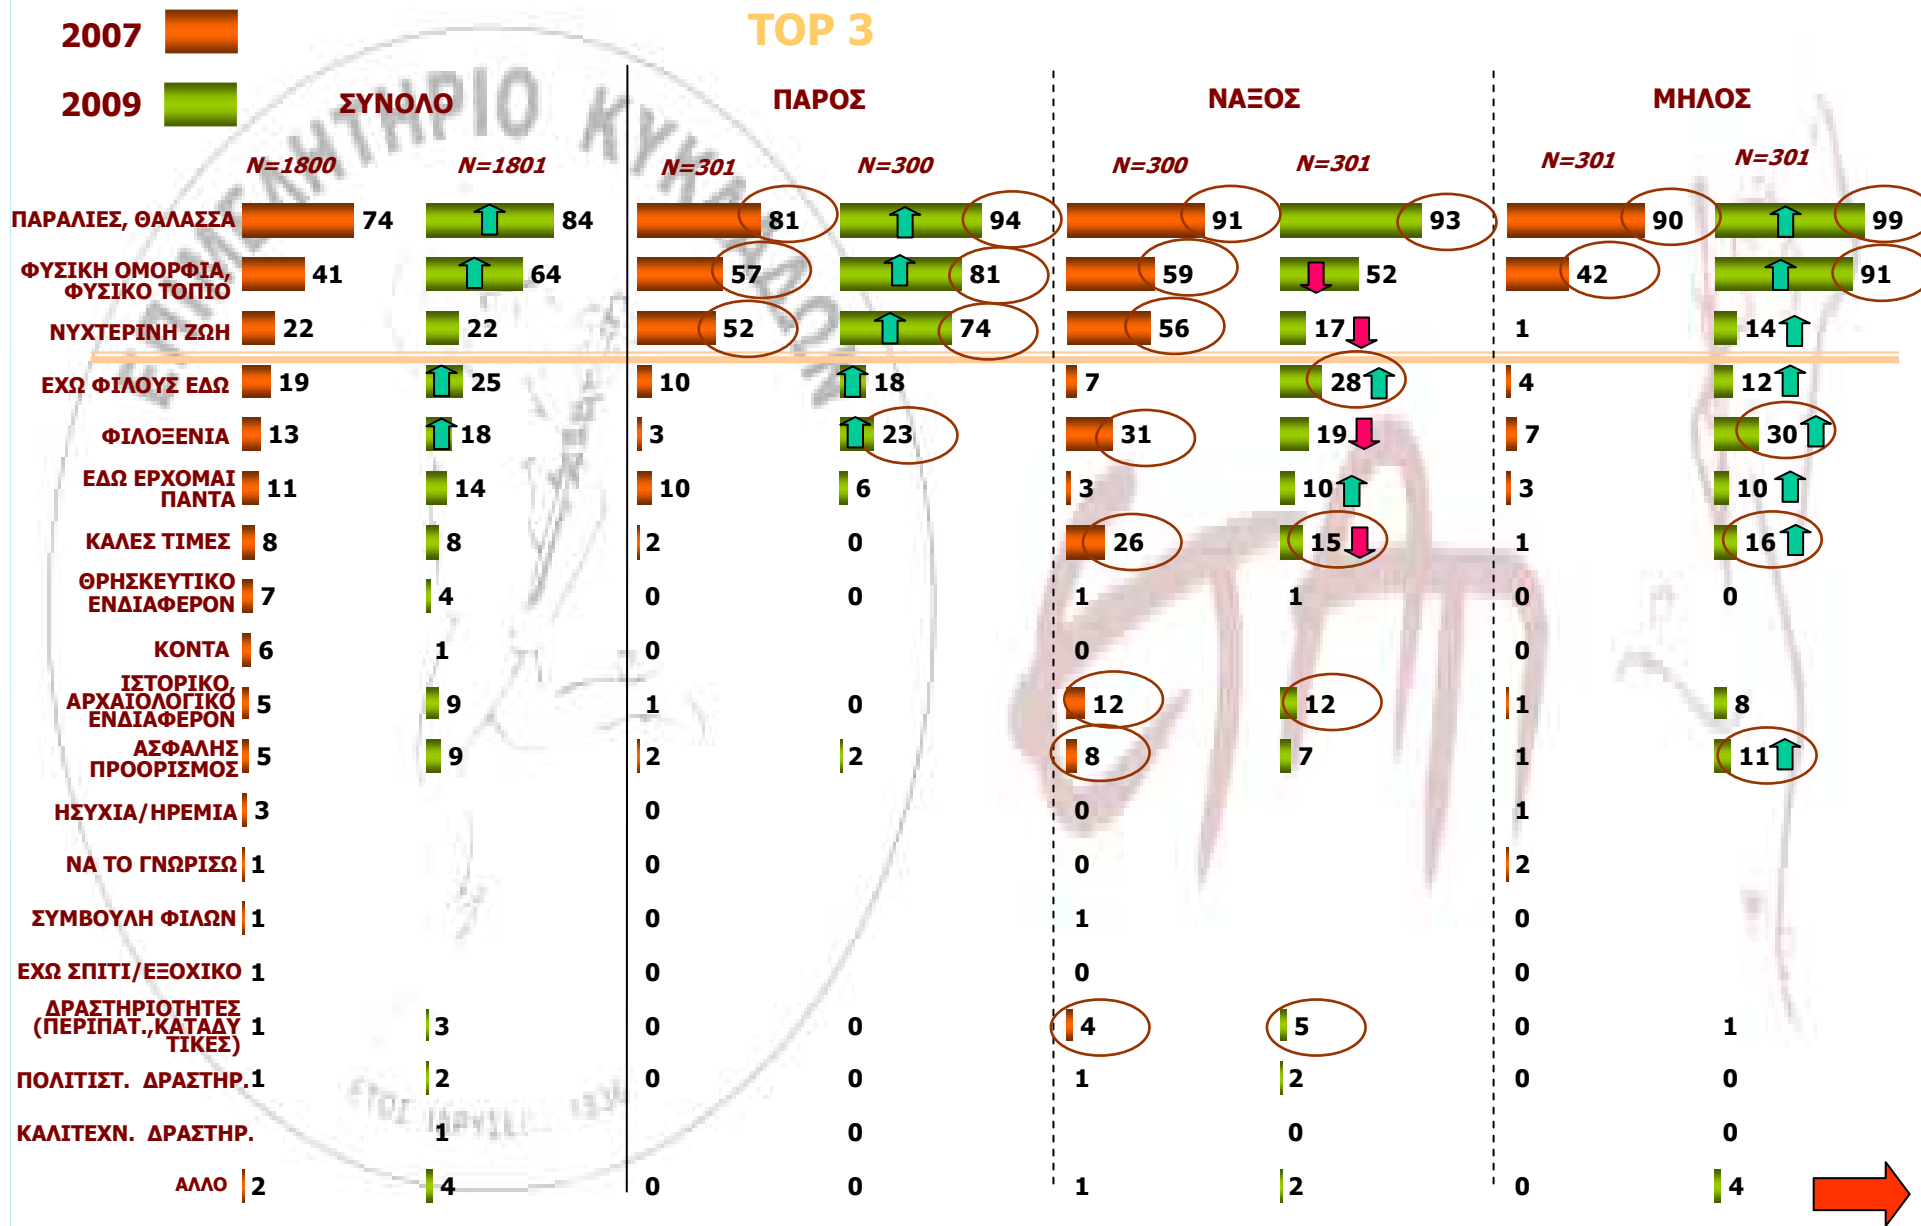 2007
TOP 3
2009
ΣΥΝΟΛΟ ΠΑΡΟΣ ΝΑΞΟΣ ΜΗΛΟΣ
N=1800 N=1801 N=301 N=300 N=300 N=301 N=301 N=301
ΠΑΡΑΛΙΕΣ, ΘΑΛΑΣΣΑ 74 84 81 94 91 93 90 99
ΦΥΣΙΚΗ ΟΜΟΡΦΙΑ,
ΦΥΣΙΚΟ ΤΟΠΙΟ 41 64 57 81 59 52 42 91
ΝΥΧΤΕΡΙΝΗ ΖΩΗ 22 22 52 74 56 17 1 14
ΕΧΩ ΦΙΛΟΥΣ ΕΔΩ 19 25 10 18 7 28 4 12
ΦΙΛΟΞΕΝΙΑ 13 18 3 23 31 19 7 30
ΕΔΩ ΕΡΧΟΜΑΙ
ΠΑΝΤΑ 11 14 10 6 3 10 3 10
ΚΑΛΕΣ ΤΙΜΕΣ 8 8 2 0 26 15 1 16
ΘΡΗΣΚΕΥΤΙΚΟ
ΕΝΔΙΑΦΕΡΟΝ 7 4 0 0 1 1 0 0
ΚΟΝΤΑ 6 1 0 0 0
ΙΣΤΟΡΙΚΟ,
ΑΡΧΑΙΟΛΟΓΙΚΟ
ΕΝΔΙΑΦΕΡΟΝ 5 9 1 0 12 12 1 8
ΑΣΦΑΛΗΣ
ΠΡΟΟΡΙΣΜΟΣ 5 9 2 2 8 7 1 11
ΗΣΥΧΙΑ/ΗΡΕΜΙΑ 3 0 0 1
ΝΑ ΤΟ ΓΝΩΡΙΣΩ 1 0 0 2
ΣΥΜΒΟΥΛΗ ΦΙΛΩΝ 1 0 1 0
ΕΧΩ ΣΠΙΤΙ/ΕΞΟΧΙΚΟ 1 0 0 0
ΔΡΑΣΤΗΡΙΟΤΗΤΕΣ
(ΠΕΡΙΠΑΤ.,ΚΑΤΑΔΥ
ΤΙΚΕΣ) 1 3 0 0 4 5 0 1
ΠΟΛΙΤΙΣΤ. ΔΡΑΣΤΗΡ. 1 2 0 0 1 2 0 0
ΚΑΛΙΤΕΧΝ. ΔΡΑΣΤΗΡ. 1 0 0 0
ΑΛΛΟ 2 4 0 0 1 2 0 4
ΕΠΙΜΕΛΗΤΗΡΙΟ ΚΥΚΛΑΔΩΝ